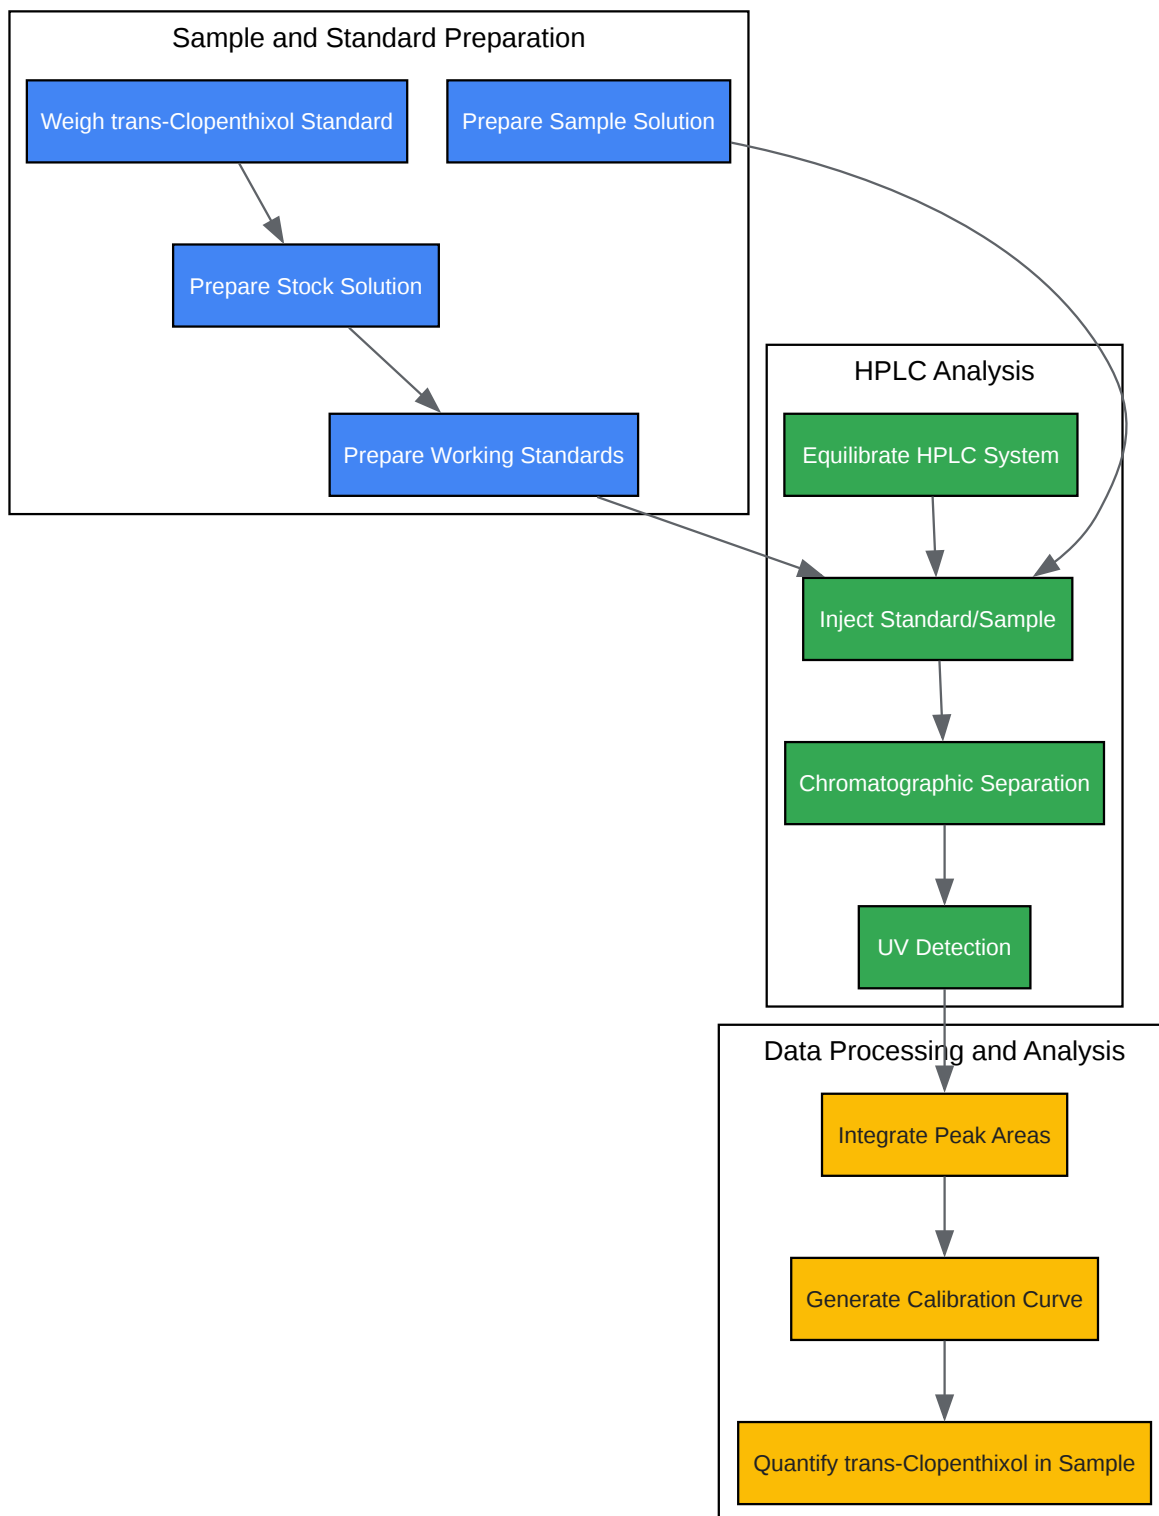 Sample and Standard Preparation
Weigh trans-Clopenthixol Standard
Prepare Sample Solution
Prepare Stock Solution
Prepare Working Standards
HPLC Analysis
Equilibrate HPLC System
Inject Standard/Sample
Chromatographic Separation
UV Detection
Data Processing and Analysis
Integrate Peak Areas
Generate Calibration Curve
Quantify trans-Clopenthixol in Sample